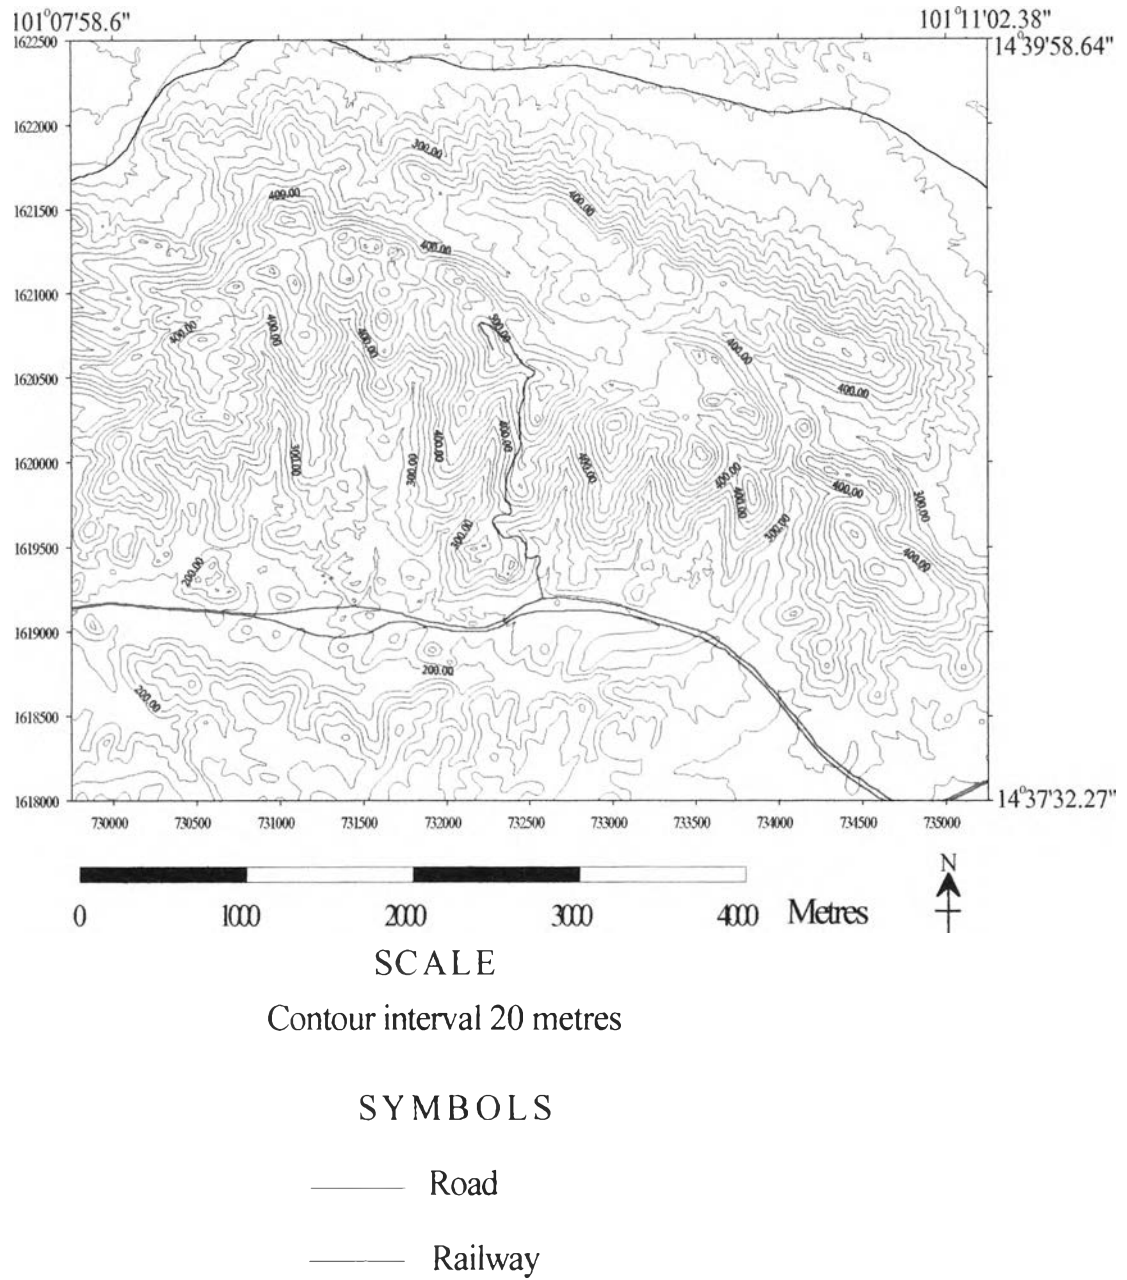 101°07'58.6" 101°11'02.38"
1622500 14°39'58.64"
1622000
300.00
400.00 400.00
1621500
400.00
1621000
400.00 400.00 400.00 500.00 400.00
1620500
400.00
300.00 300.00 400.00 400.00 400.00 400.00 400.00 400.00 300.00
1620000
300.00 300.00
1619500
200.00 400.00
1619000
200.00
200.00
1618500
1618000 14°37'32.27"
730000 730500 731000 731500 732000 732500 733000 733500 734000 734500 735000
N
0 1000 2000 3000 4000 Metres
SCALE
Contour interval 20 metres
SYMBOLS
Road
Railway